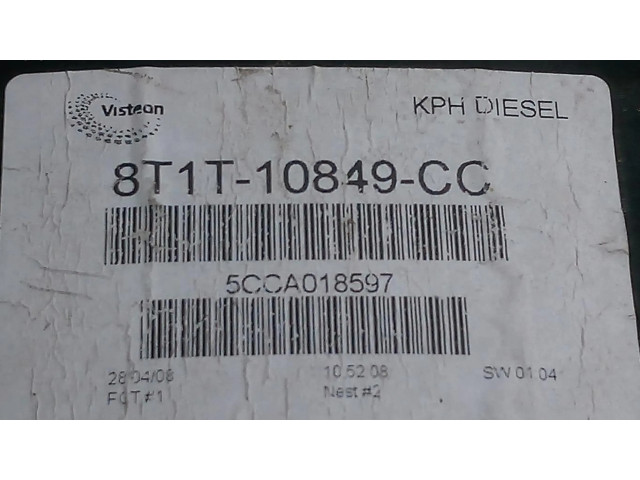 Visteon
KPH DIESEL
8T1T-10849-CC
5CCA018597
28/04/08 10:52:08 SW 01.04
FCT #1 Nest #2